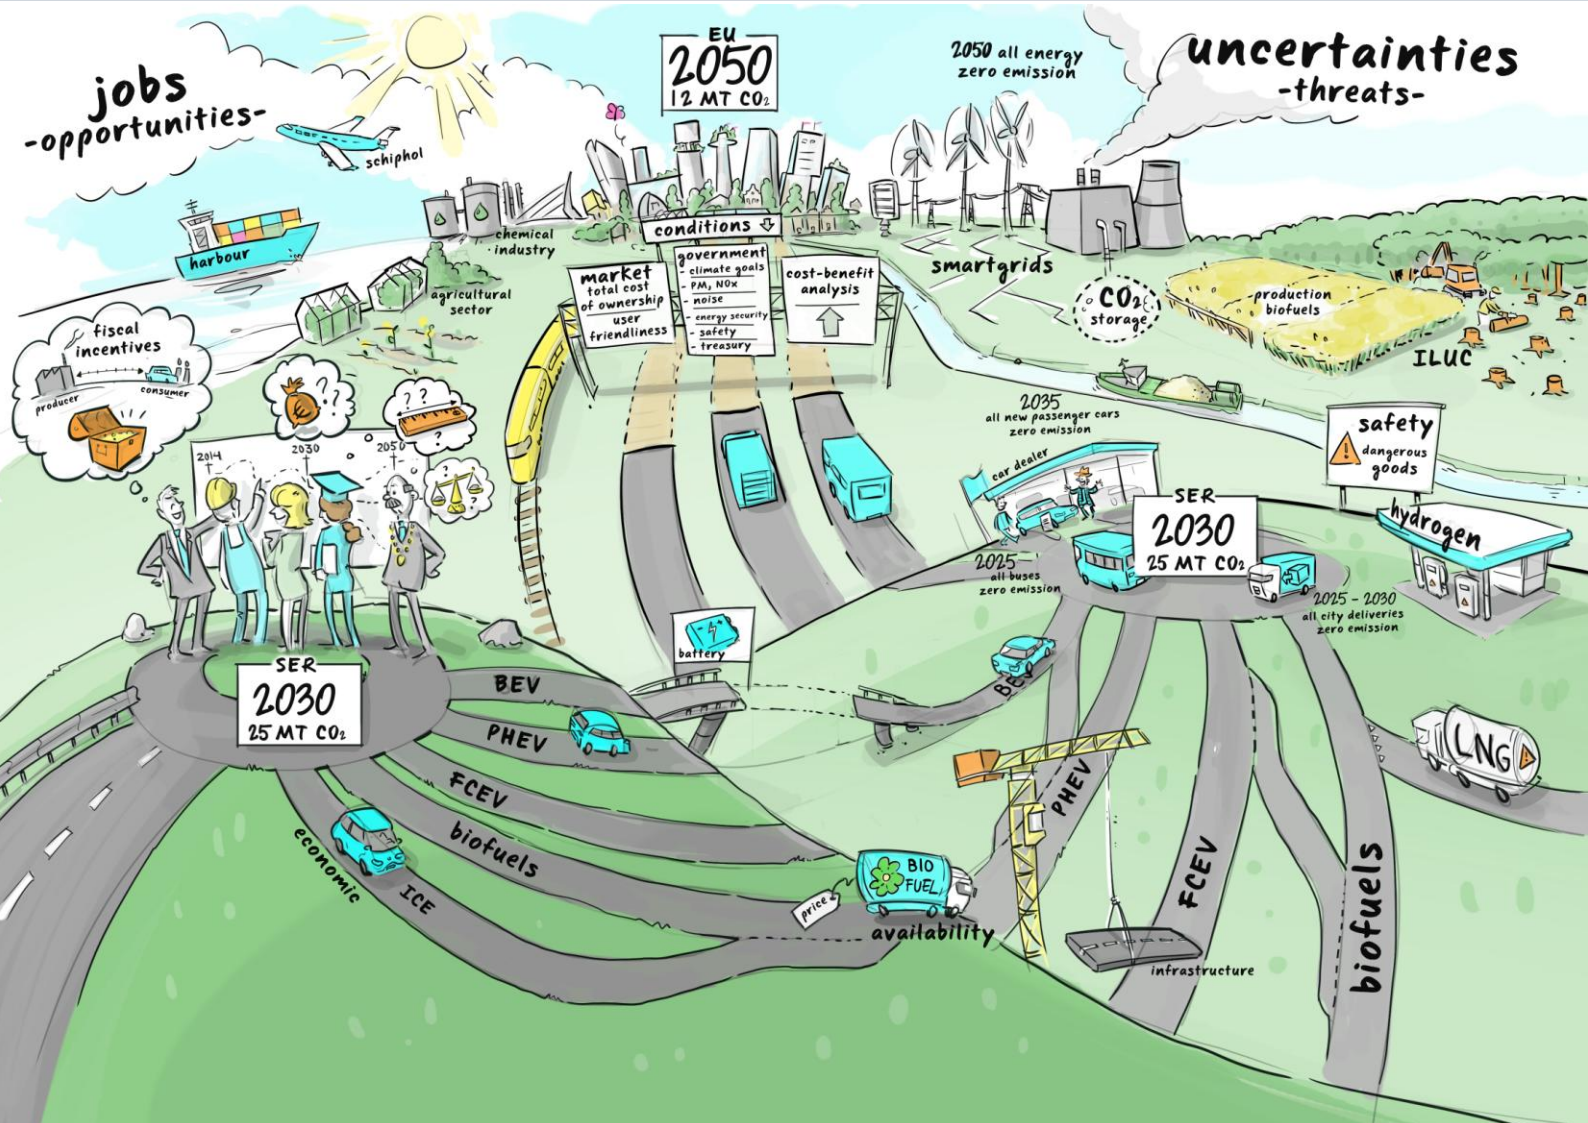 jobs
-opportunities-
schiphol
harbour
chemical
industry
agricultural
sector
EU
2050
12 MT CO₂
2050 all energy
zero emission
uncertainties
-threats-
conditions
market
total cost
of ownership
user
friendliness
government
- climate goals
- PM, NOx
- noise
- energy security
- safety
- treasury
cost-benefit
analysis
smartgrids
CO₂
storage
production
biofuels
ILUC
fiscal
incentives
producer
consumer
? ?
? ?
?
2014
2030
2050
2035
all new passenger cars
zero emission
car dealer
safety
dangerous
goods
hydrogen
SER
2030
25 MT CO₂
2025
all buses
zero emission
2025 - 2030
all city deliveries
zero emission
battery
SER
2030
25 MT CO₂
BEV
PHEV
FCEV
biofuels
economic
ICE
price
BIO
FUEL
availability
BEV
PHEV
FCEV
biofuels
LNG
infrastructure